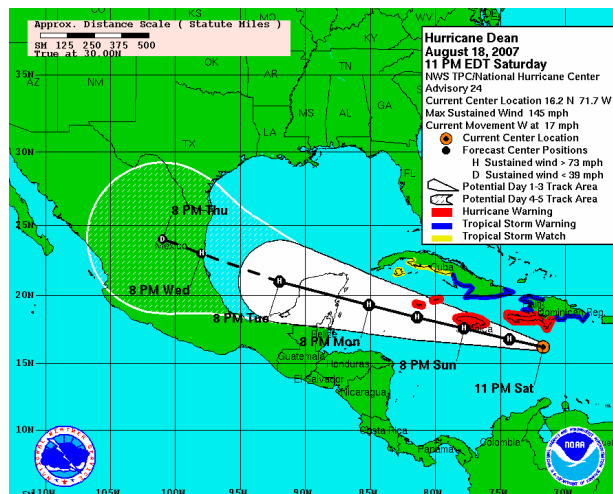 Approx. Distance Scale ( Statute Miles )
SM 125 250 375 500
True at 30.00N
Hurricane Dean
August 18, 2007
11 PM EDT Saturday
NWS TPC/National Hurricane Center
Advisory 24
Current Center Location 16.2 N 71.7 W
Max Sustained Wind 145 mph
Current Movement W at 17 mph
Current Center Location
Forecast Center Positions
H Sustained wind > 73 mph
D Sustained wind < 39 mph
Potential Day 1-3 Track Area
Potential Day 4-5 Track Area
Hurricane Warning
Tropical Storm Warning
Tropical Storm Watch
WV
VA
KY
35N
AZ
NM
OK
AR
TN
NC
MS
AL
GA
SC
30N
TX
LA
FL
25N
8 PM Thu
D
H
8 PM Wed
Cuba
20N
H
8 PM Tue
H
H
H
H
Dominican Rep.
8 PM Mon
8 PM Sun
15N
Guatemala
Honduras
El Salvador
Nicaragua
11 PM Sat
10N
Costa Rica
Panama
Colombia
105W
100W
95W
90W
85W
80W
75W
70W
NOAA